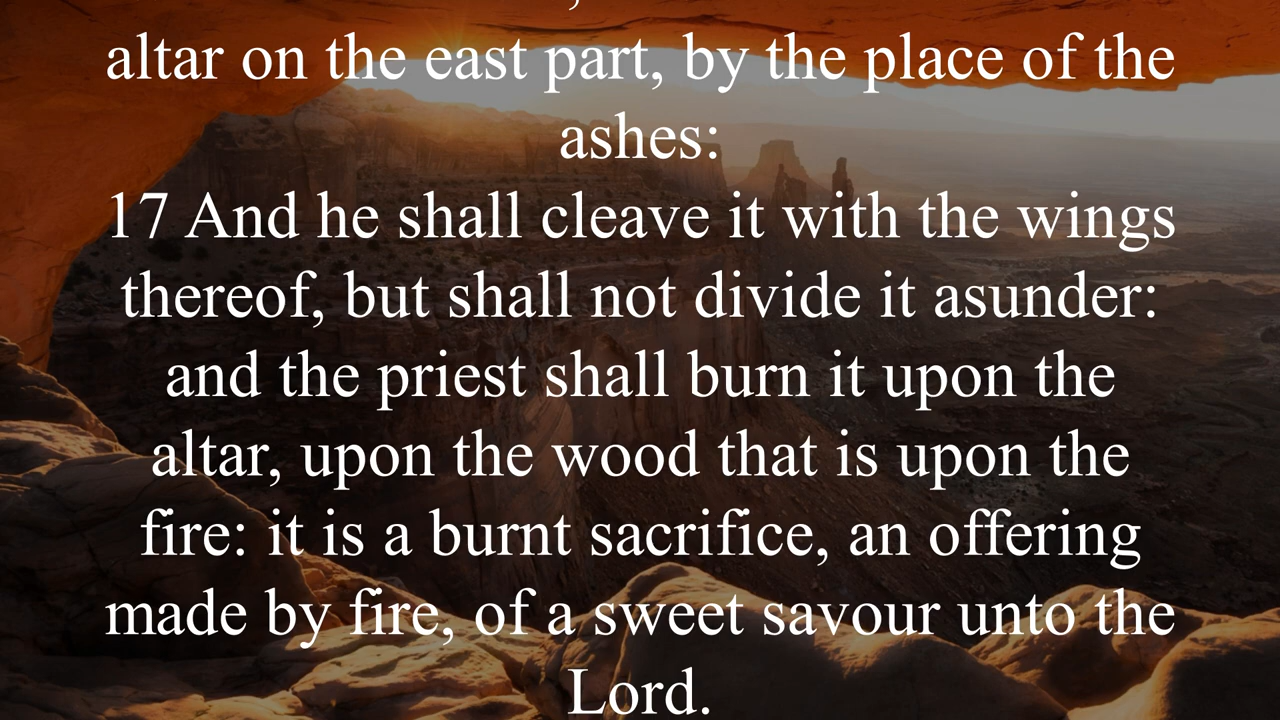 altar on the east part, by the place of the
ashes:
17 And he shall cleave it with the wings
thereof, but shall not divide it asunder:
and the priest shall burn it upon the
altar, upon the wood that is upon the
fire: it is a burnt sacrifice, an offering
made by fire, of a sweet savour unto the
Lord.